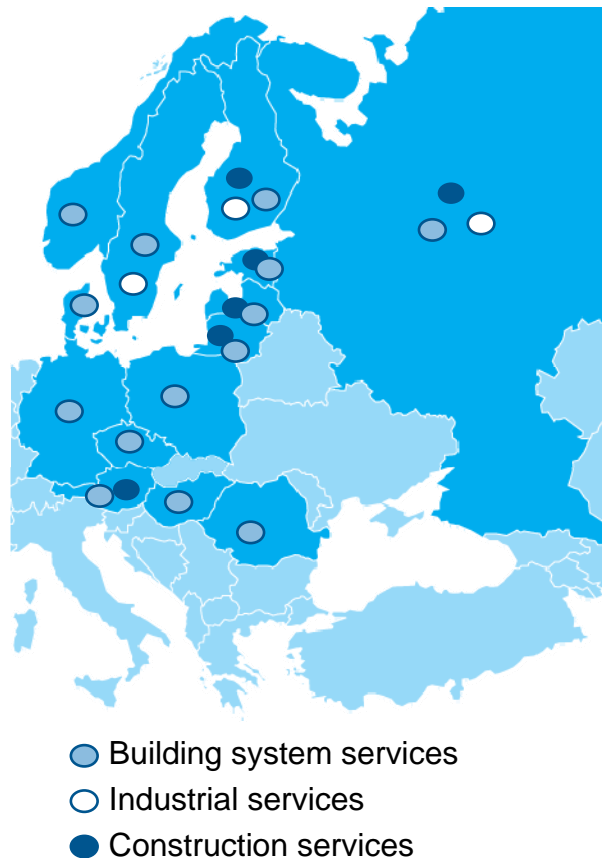 Building system services
Industrial services
Construction services